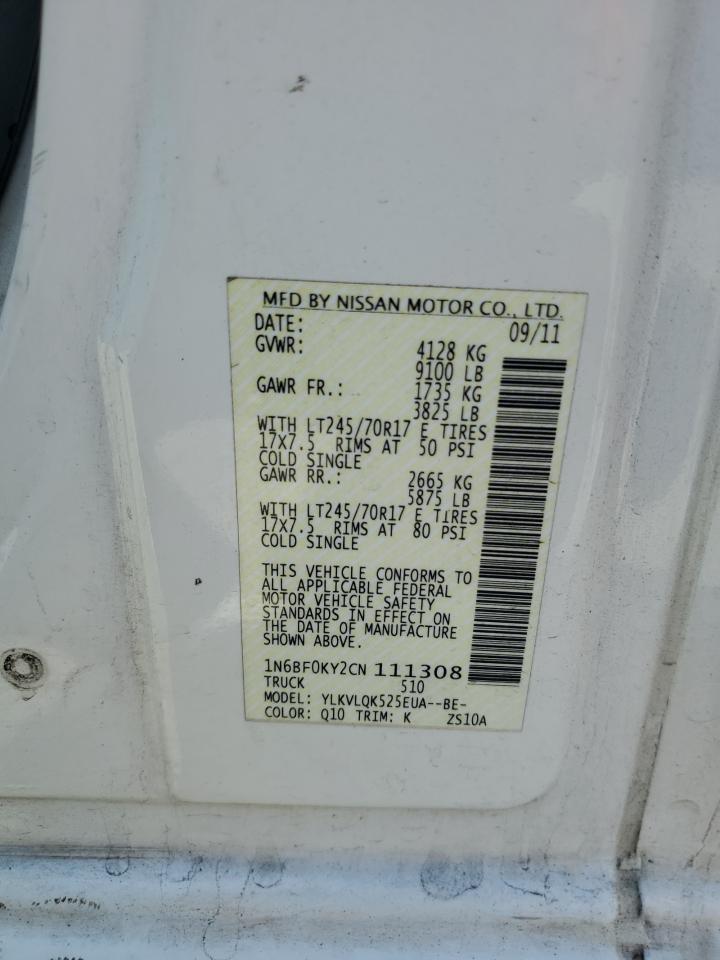 MFD BY NISSAN MOTOR CO., LTD.
DATE: 09/11
GVWR: 4128 KG
9100 LB
GAWR FR.: 1735 KG
3825 LB
WITH LT245/70R17 E TIRES
17X7.5 RIMS AT 50 PSI
COLD SINGLE
GAWR RR.: 2665 KG
5875 LB
WITH LT245/70R17 E TIRES
17X7.5 RIMS AT 80 PSI
COLD SINGLE
THIS VEHICLE CONFORMS TO
ALL APPLICABLE FEDERAL
MOTOR VEHICLE SAFETY
STANDARDS IN EFFECT ON
THE DATE OF MANUFACTURE
SHOWN ABOVE.
1N6BF0KY2CN 111308
TRUCK 510
MODEL: YLKVLQK525EUA--BE-
COLOR: Q10 TRIM: K ZS10A